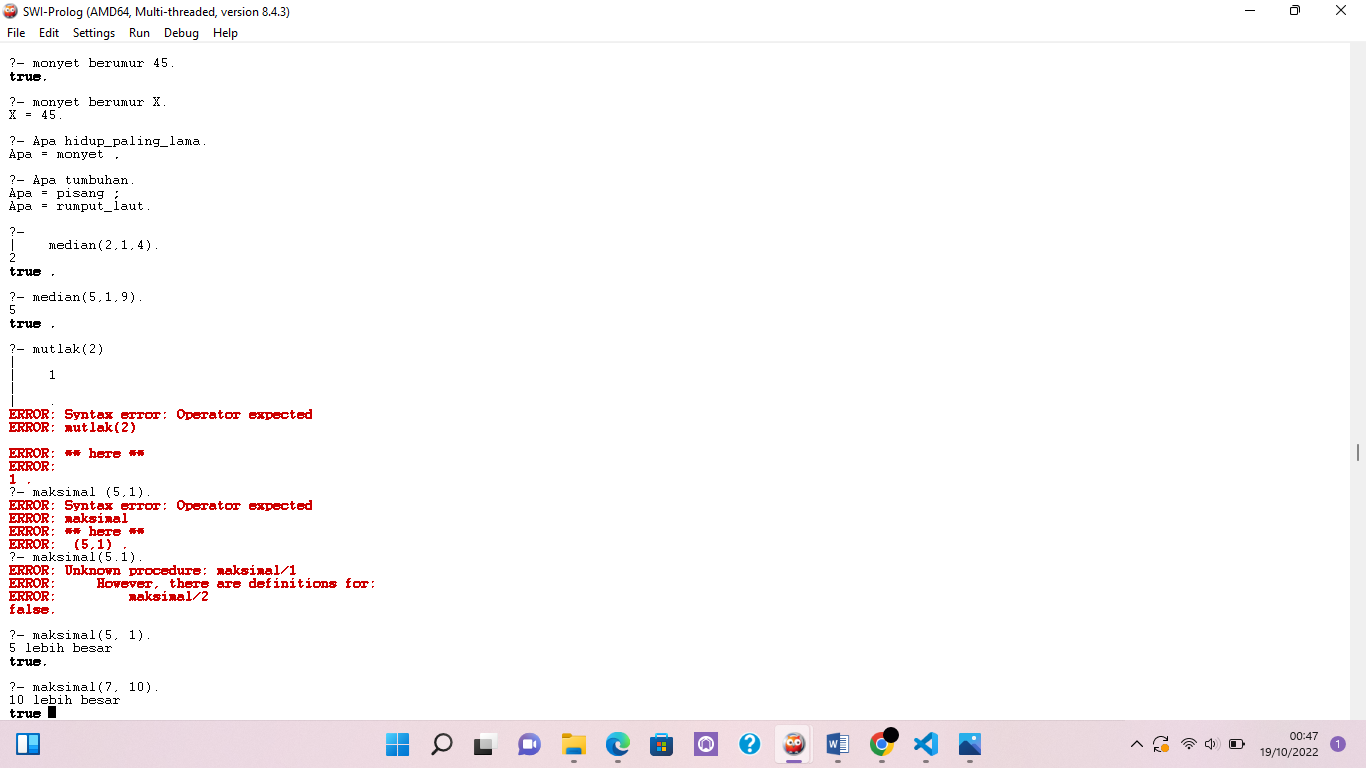 SWI-Prolog (AMD64, Multi-threaded, version 8.4.3)
File Edit Settings Run Debug Help
?- monyet berumur 45.
true.
?- monyet berumur X.
X = 45.
?- Apa hidup_paling_lama.
Apa = monyet .
?- Apa tumbuhan.
Apa = pisang ;
Apa = rumput_laut.
?-
| median(2,1,4).
2
true .
?- median(5,1,9).
5
true .
?- mutlak(2)
|
| 1
|
| .
ERROR: Syntax error: Operator expected
ERROR: mutlak(2)
ERROR: ** here **
ERROR:
1 .
?- maksimal (5,1).
ERROR: Syntax error: Operator expected
ERROR: maksimal
ERROR: ** here **
ERROR: (5,1) .
?- maksimal(5.1).
ERROR: Unknown procedure: maksimal/1
ERROR: However, there are definitions for:
ERROR: maksimal/2
false.
?- maksimal(5, 1).
5 lebih besar
true.
?- maksimal(7, 10).
10 lebih besar
true
00:47
19/10/2022
1